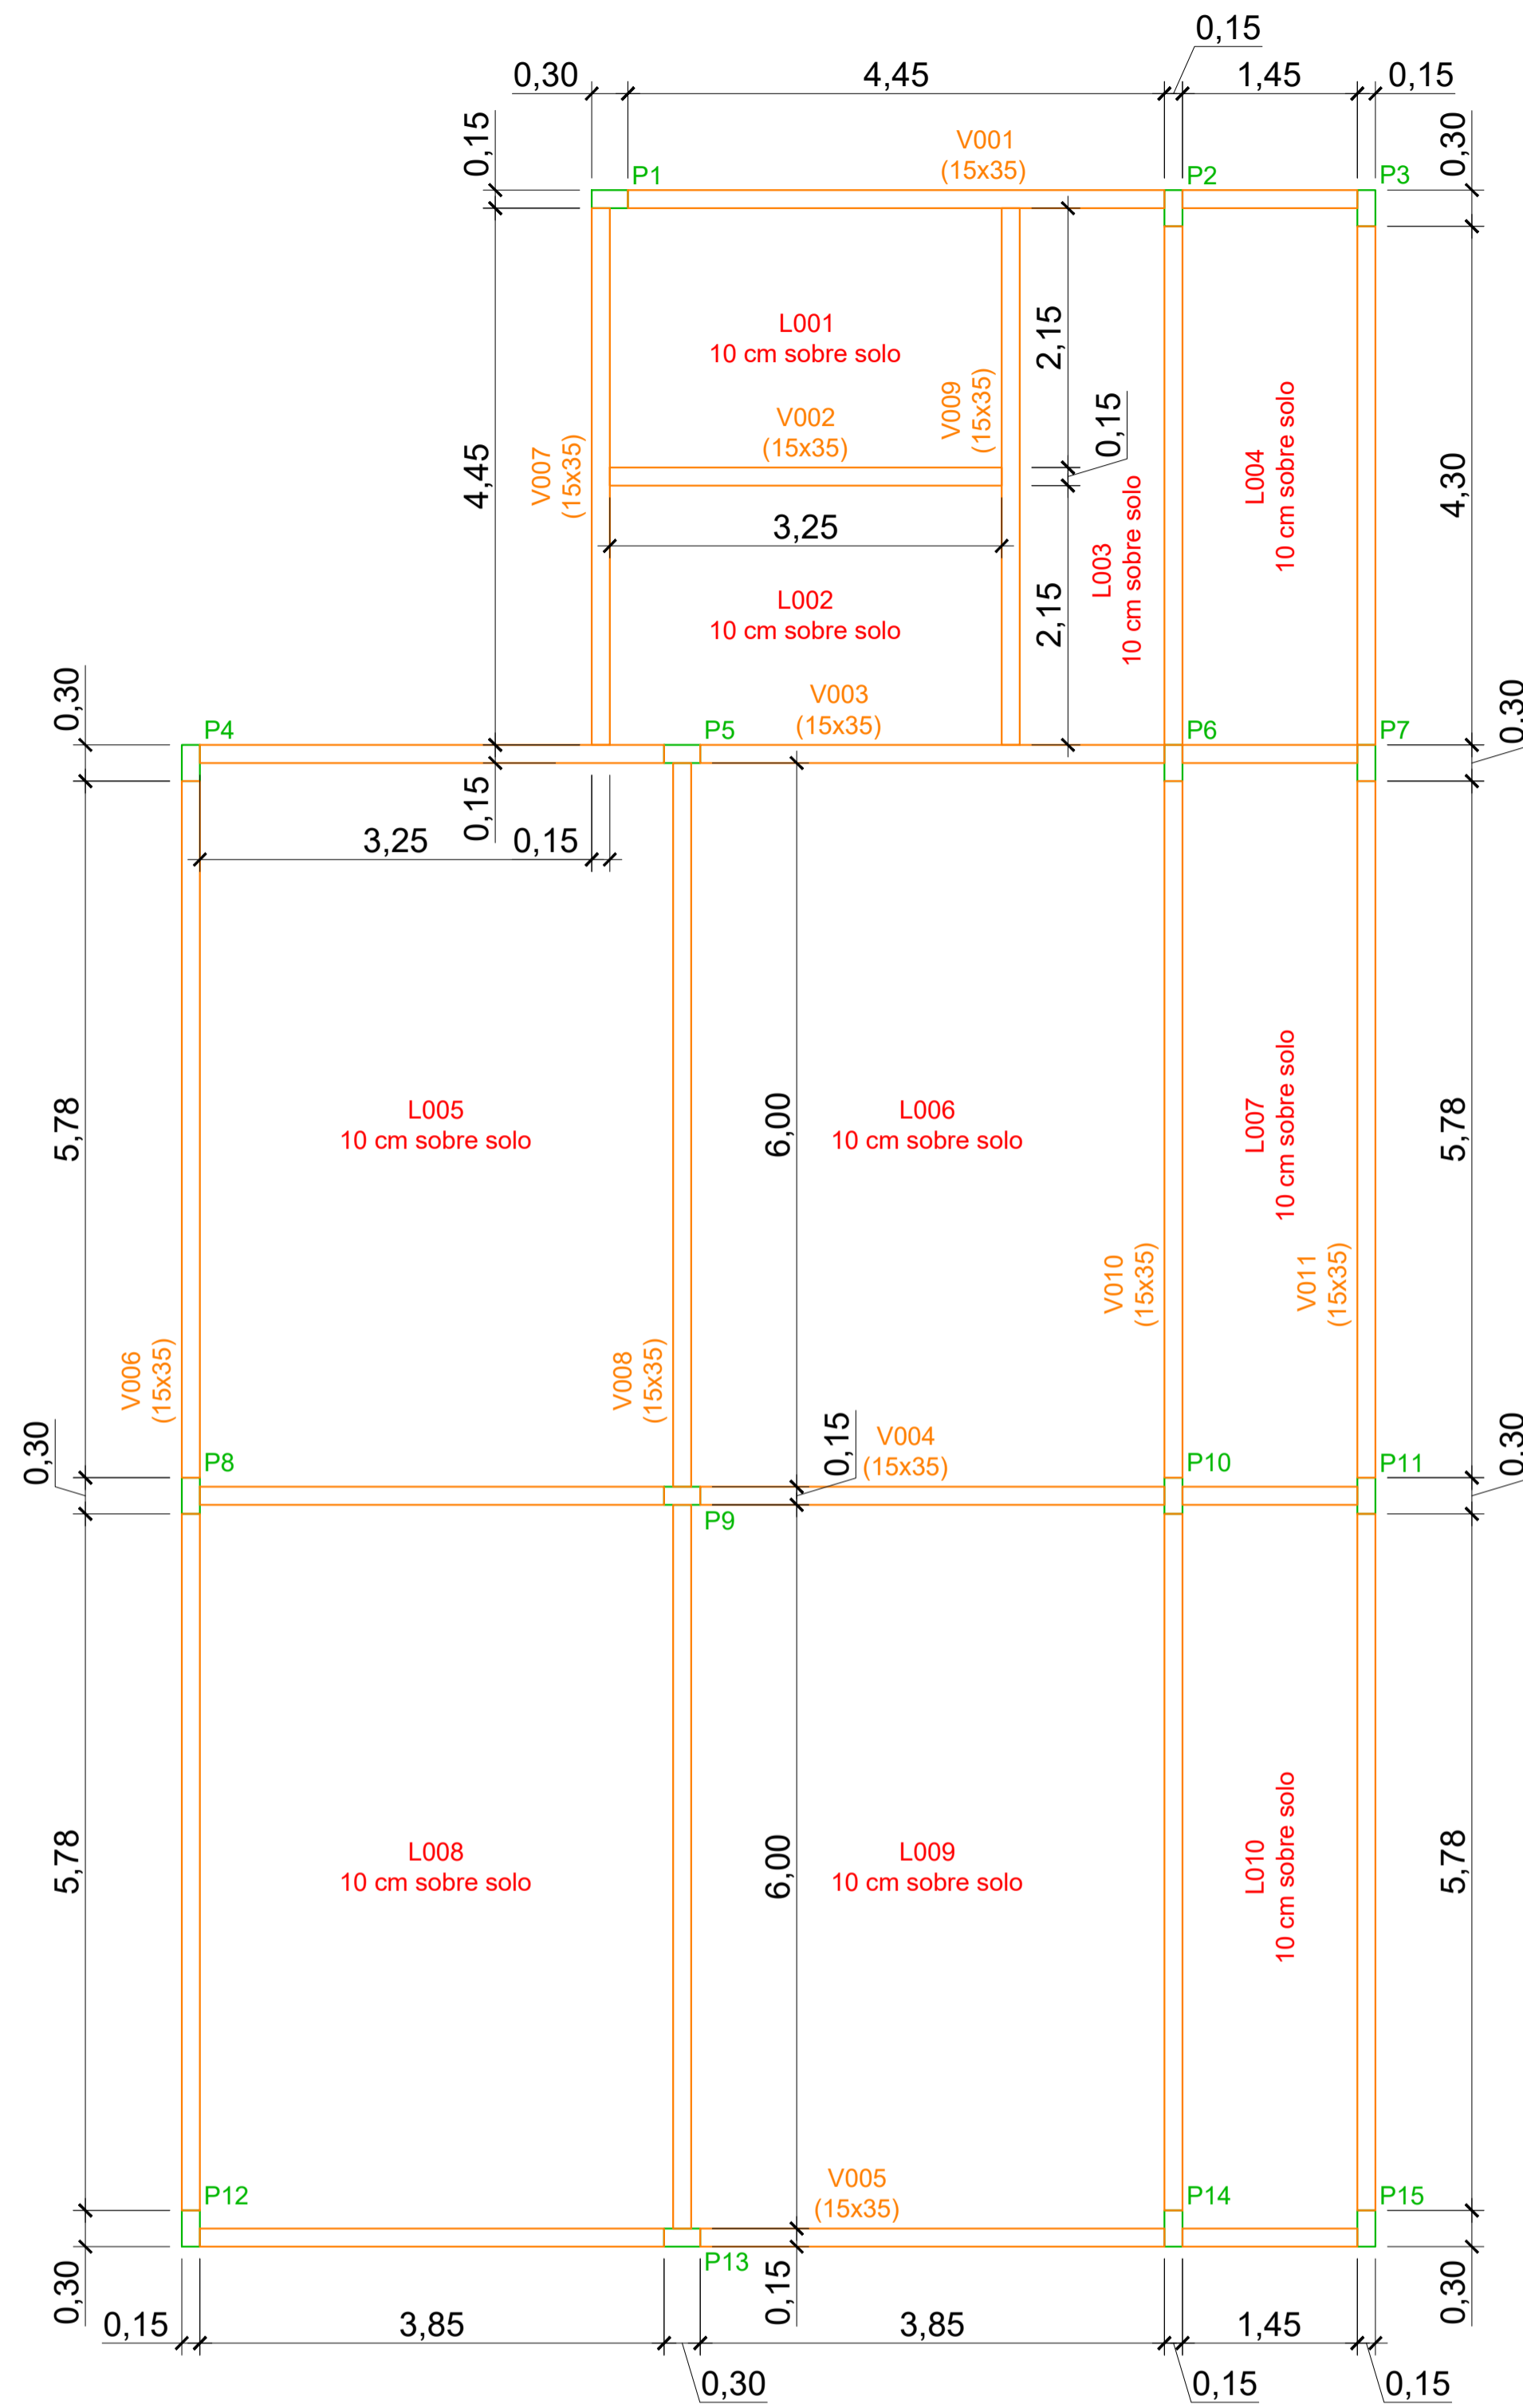 0,15
0,30
4,45
1,45
0,15
0,15
0,30
V001
(15x35)
P1
P2
P3
L001
10 cm sobre solo
2,15
V009
(15x35)
0,15
V002
(15x35)
V007
(15x35)
4,45
L004
10 cm sobre solo
4,30
3,25
L003
10 cm sobre solo
L002
10 cm sobre solo
2,15
V003
(15x35)
0,30
0,30
P4
P5
P6
P7
0,15
3,25
0,15
L005
10 cm sobre solo
L006
10 cm sobre solo
L007
10 cm sobre solo
5,78
6,00
5,78
V010
(15x35)
V011
(15x35)
V006
(15x35)
V008
(15x35)
0,30
0,15
V004
(15x35)
0,30
P8
P9
P10
P11
L008
10 cm sobre solo
L009
10 cm sobre solo
L010
10 cm sobre solo
5,78
6,00
5,78
V005
(15x35)
P12
P13
P14
P15
0,30
0,15
0,30
0,15
3,85
3,85
1,45
0,30
0,15
0,15